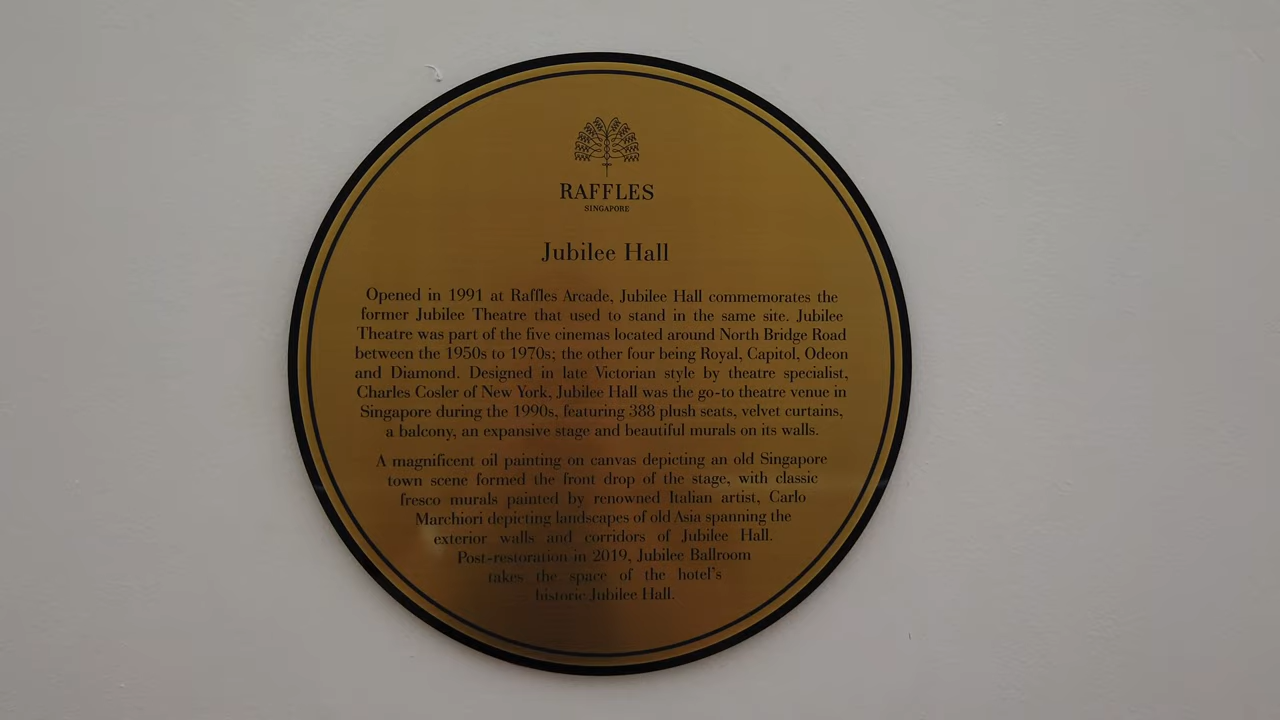 RAFFLES
SINGAPORE
Jubilee Hall
Opened in 1991 at Raffles Arcade, Jubilee Hall commemorates the
former Jubilee Theatre that used to stand in the same site. Jubilee
Theatre was part of the five cinemas located around North Bridge Road
between the 1950s to 1970s; the other four being Royal, Capitol, Odeon
and Diamond. Designed in late Victorian style by theatre specialist,
Charles Cosler of New York, Jubilee Hall was the go-to theatre venue in
Singapore during the 1990s, featuring 388 plush seats, velvet curtains,
a balcony, an expansive stage and beautiful murals on its walls.
A magnificent oil painting on canvas depicting an old Singapore
town scene formed the front drop of the stage, with classic
fresco murals painted by renowned Italian artist, Carlo
Marchiori depicting landscapes of old Asia spanning the
exterior walls and corridors of Jubilee Hall.
Post-restoration in 2019, Jubilee Ballroom
takes the space of the hotel's
historic Jubilee Hall.